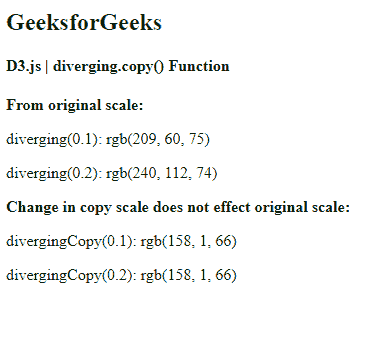 GeeksforGeeks
D3.js | diverging.copy() Function
From original scale:
diverging(0.1): rgb(209, 60, 75)
diverging(0.2): rgb(240, 112, 74)
Change in copy scale does not effect original scale:
divergingCopy(0.1): rgb(158, 1, 66)
divergingCopy(0.2): rgb(158, 1, 66)